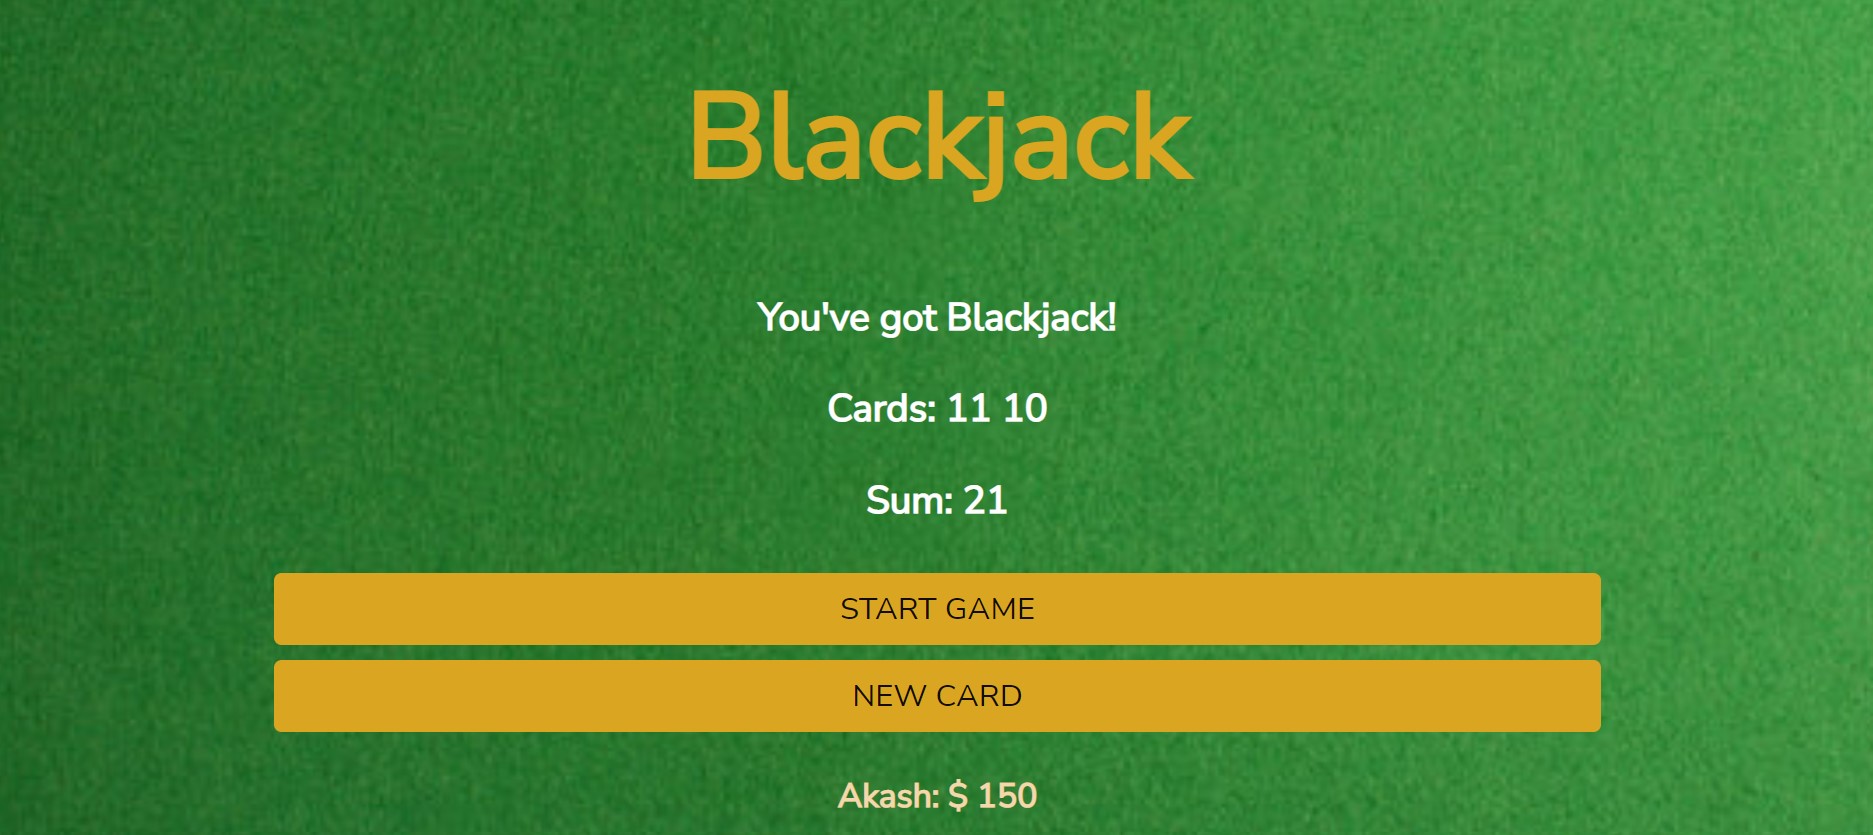 Blackjack
You've got Blackjack!
Cards: 11 10
Sum: 21
START GAME
NEW CARD
Akash: $ 150